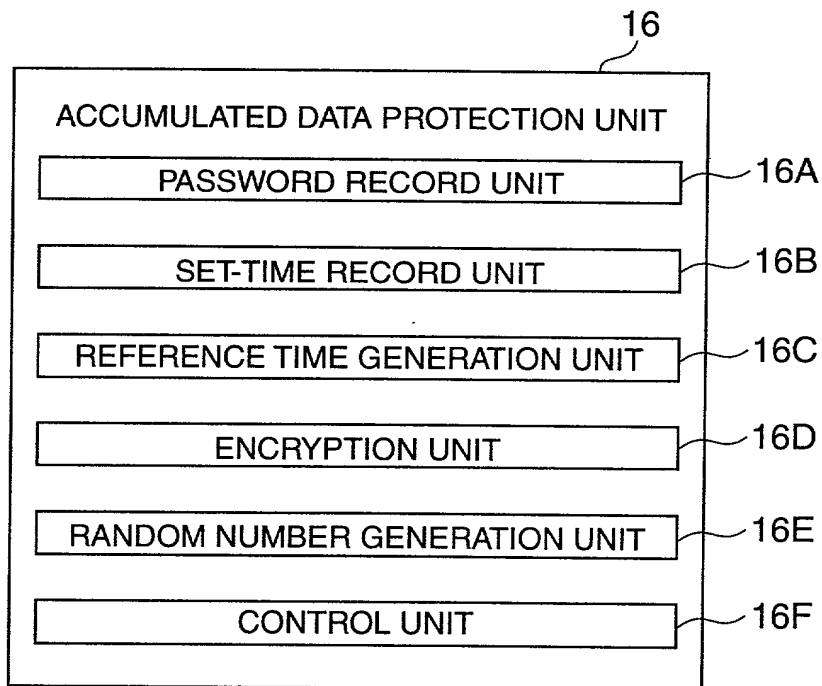 16
ACCUMULATED DATA PROTECTION UNIT
PASSWORD RECORD UNIT 16A
SET-TIME RECORD UNIT 16B
REFERENCE TIME GENERATION UNIT 16C
ENCRYPTION UNIT 16D
RANDOM NUMBER GENERATION UNIT 16E
CONTROL UNIT 16F